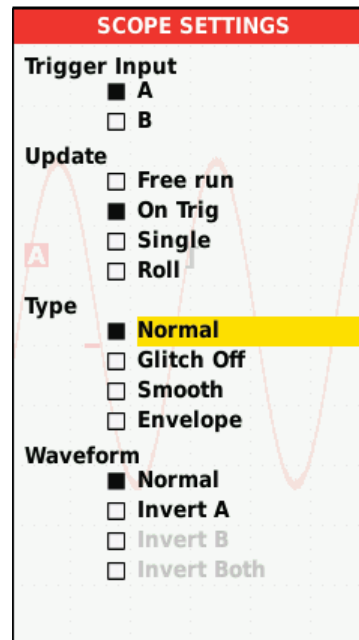 SCOPE SETTINGS
Trigger Input
A
B
Update
Free run
On Trig
Single
A
Roll
Type
Normal
Glitch Off
Smooth
Envelope
Waveform
Normal
Invert A
Invert B
Invert Both